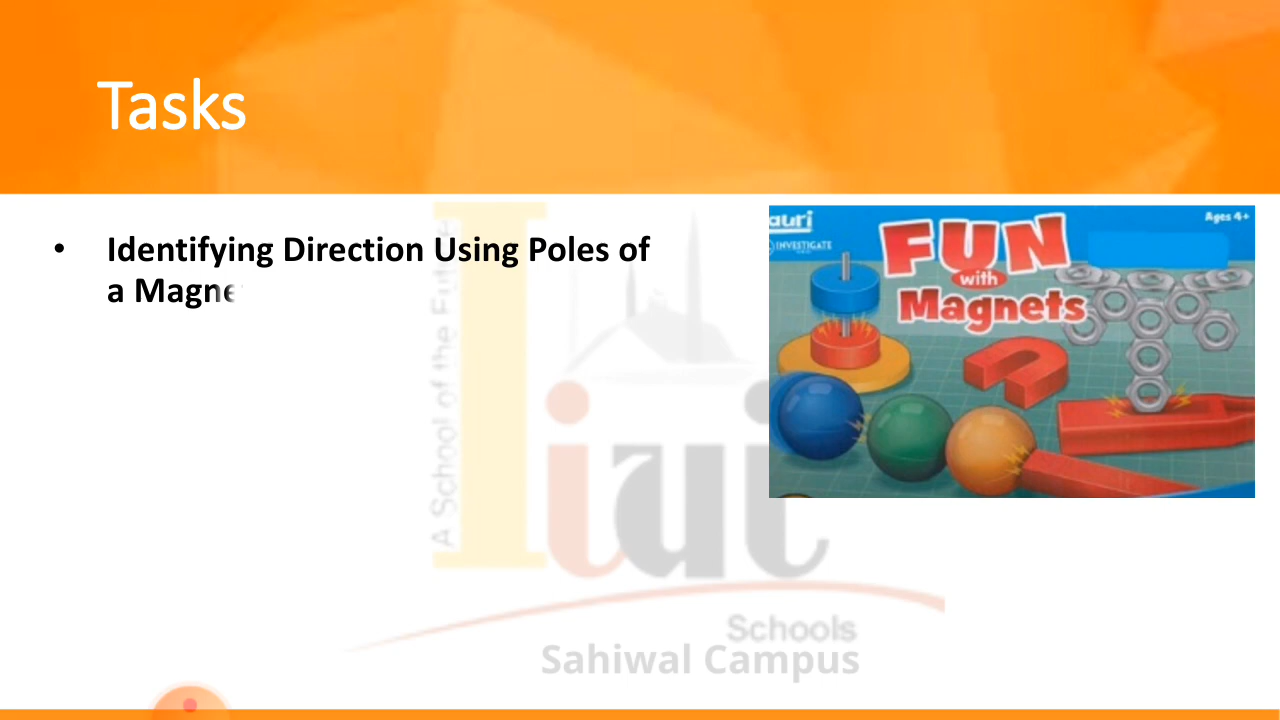 Tasks
• Identifying Direction Using Poles of
a Magne
auri
INVESTIGATE
FUN
with
Magnets
Ages 4+
A School of the Future
Schools
Sahiwal Campus